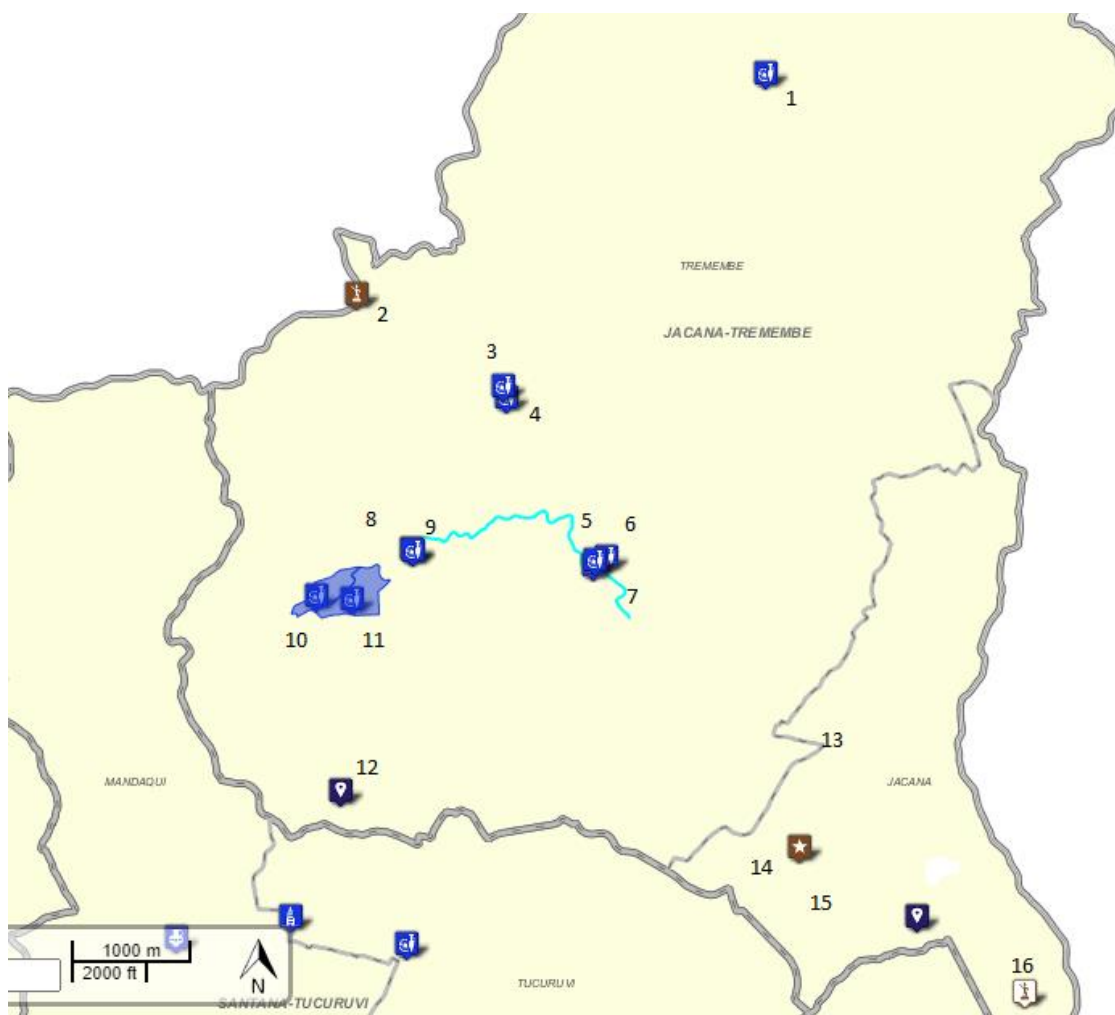 1
TREMEMBE
2
JACANA-TREMEMBE
3
4
8
9
5
6
7
10
11
13
12
MANDAQUI
JACANA
14
15
1000 m
2000 ft
N
16
TUCURUVI
SANTANA-TUCURUVI